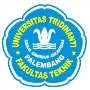 UNIVERSITAS TRIDINANTI
PALEMBANG
FAKULTAS TEKNIK